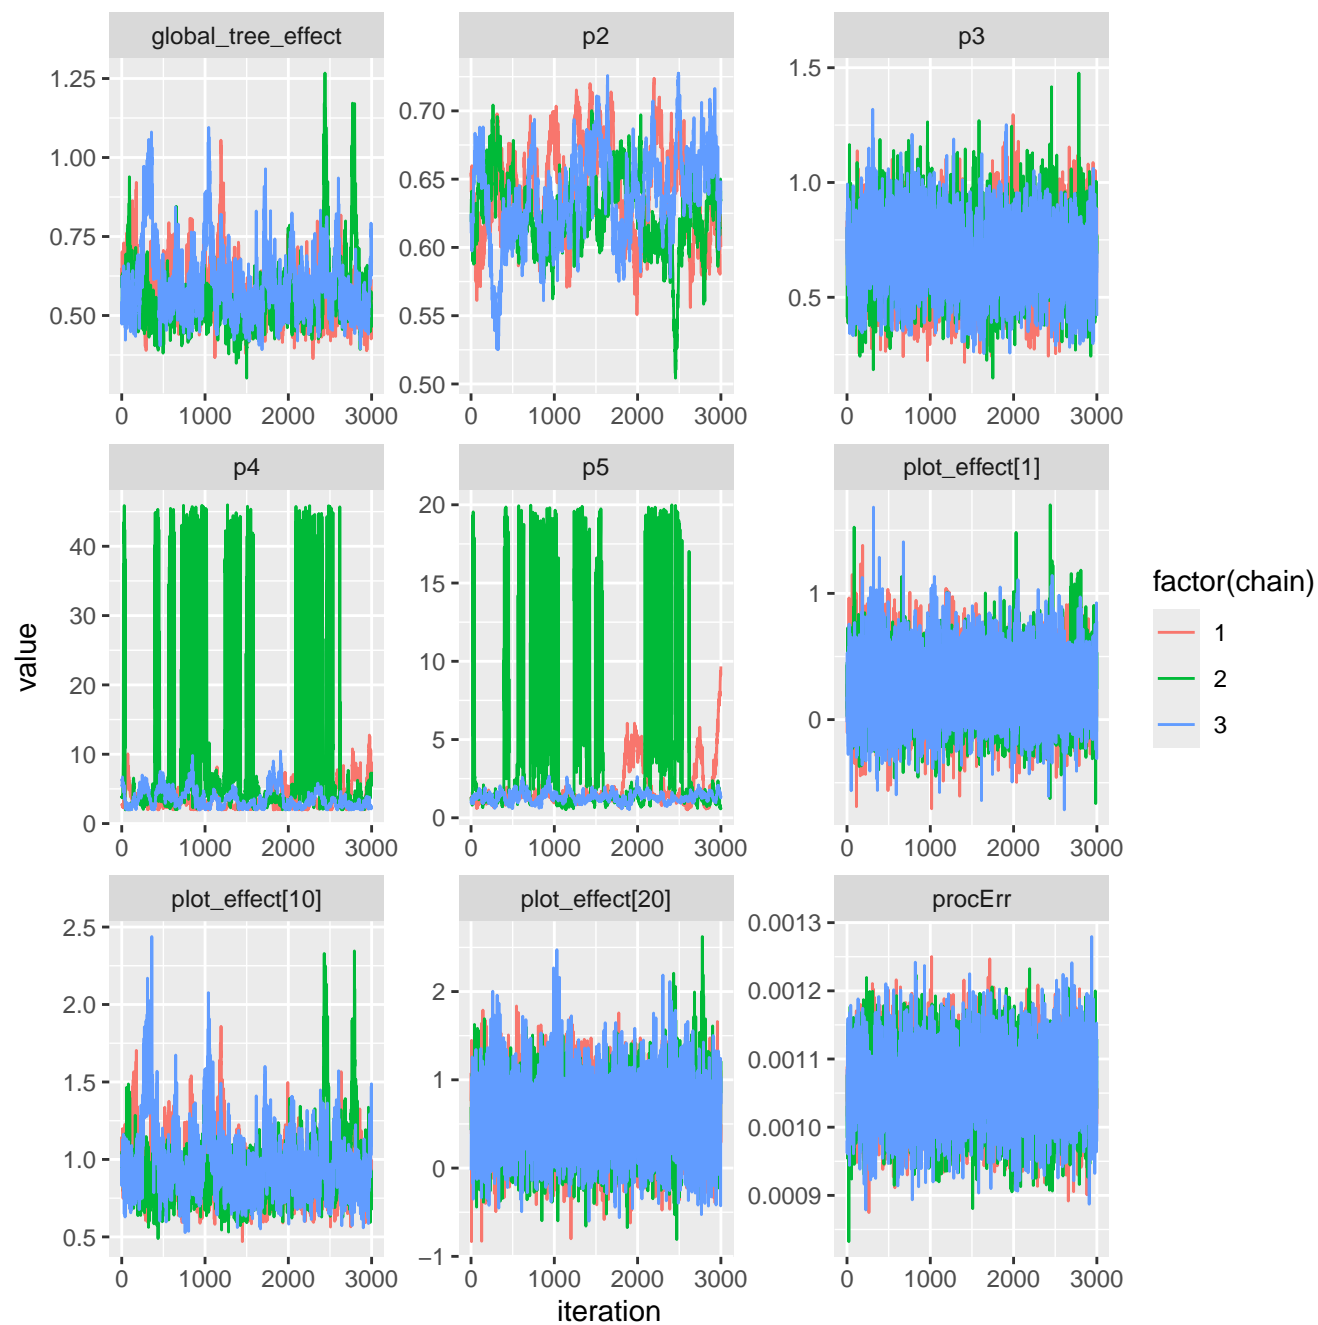 global_tree_effect
p2
p3
1.25
1.00
0.75
0.50
0.70
0.65
0.60
0.55
0.50
1.5
1.0
0.5
0 1000 2000 3000
0 1000 2000 3000
0 1000 2000 3000
p4
p5
plot_effect[1]
40
30
20
10
0
20
15
10
5
0
1
0
0 1000 2000 3000
0 1000 2000 3000
0 1000 2000 3000
plot_effect[10]
plot_effect[20]
procErr
2.5
2.0
1.5
1.0
0.5
2
1
0
−1
0.0013
0.0012
0.0011
0.0010
0.0009
0 1000 2000 3000
0 1000 2000 3000
0 1000 2000 3000
value
iteration
factor(chain)
1
2
3